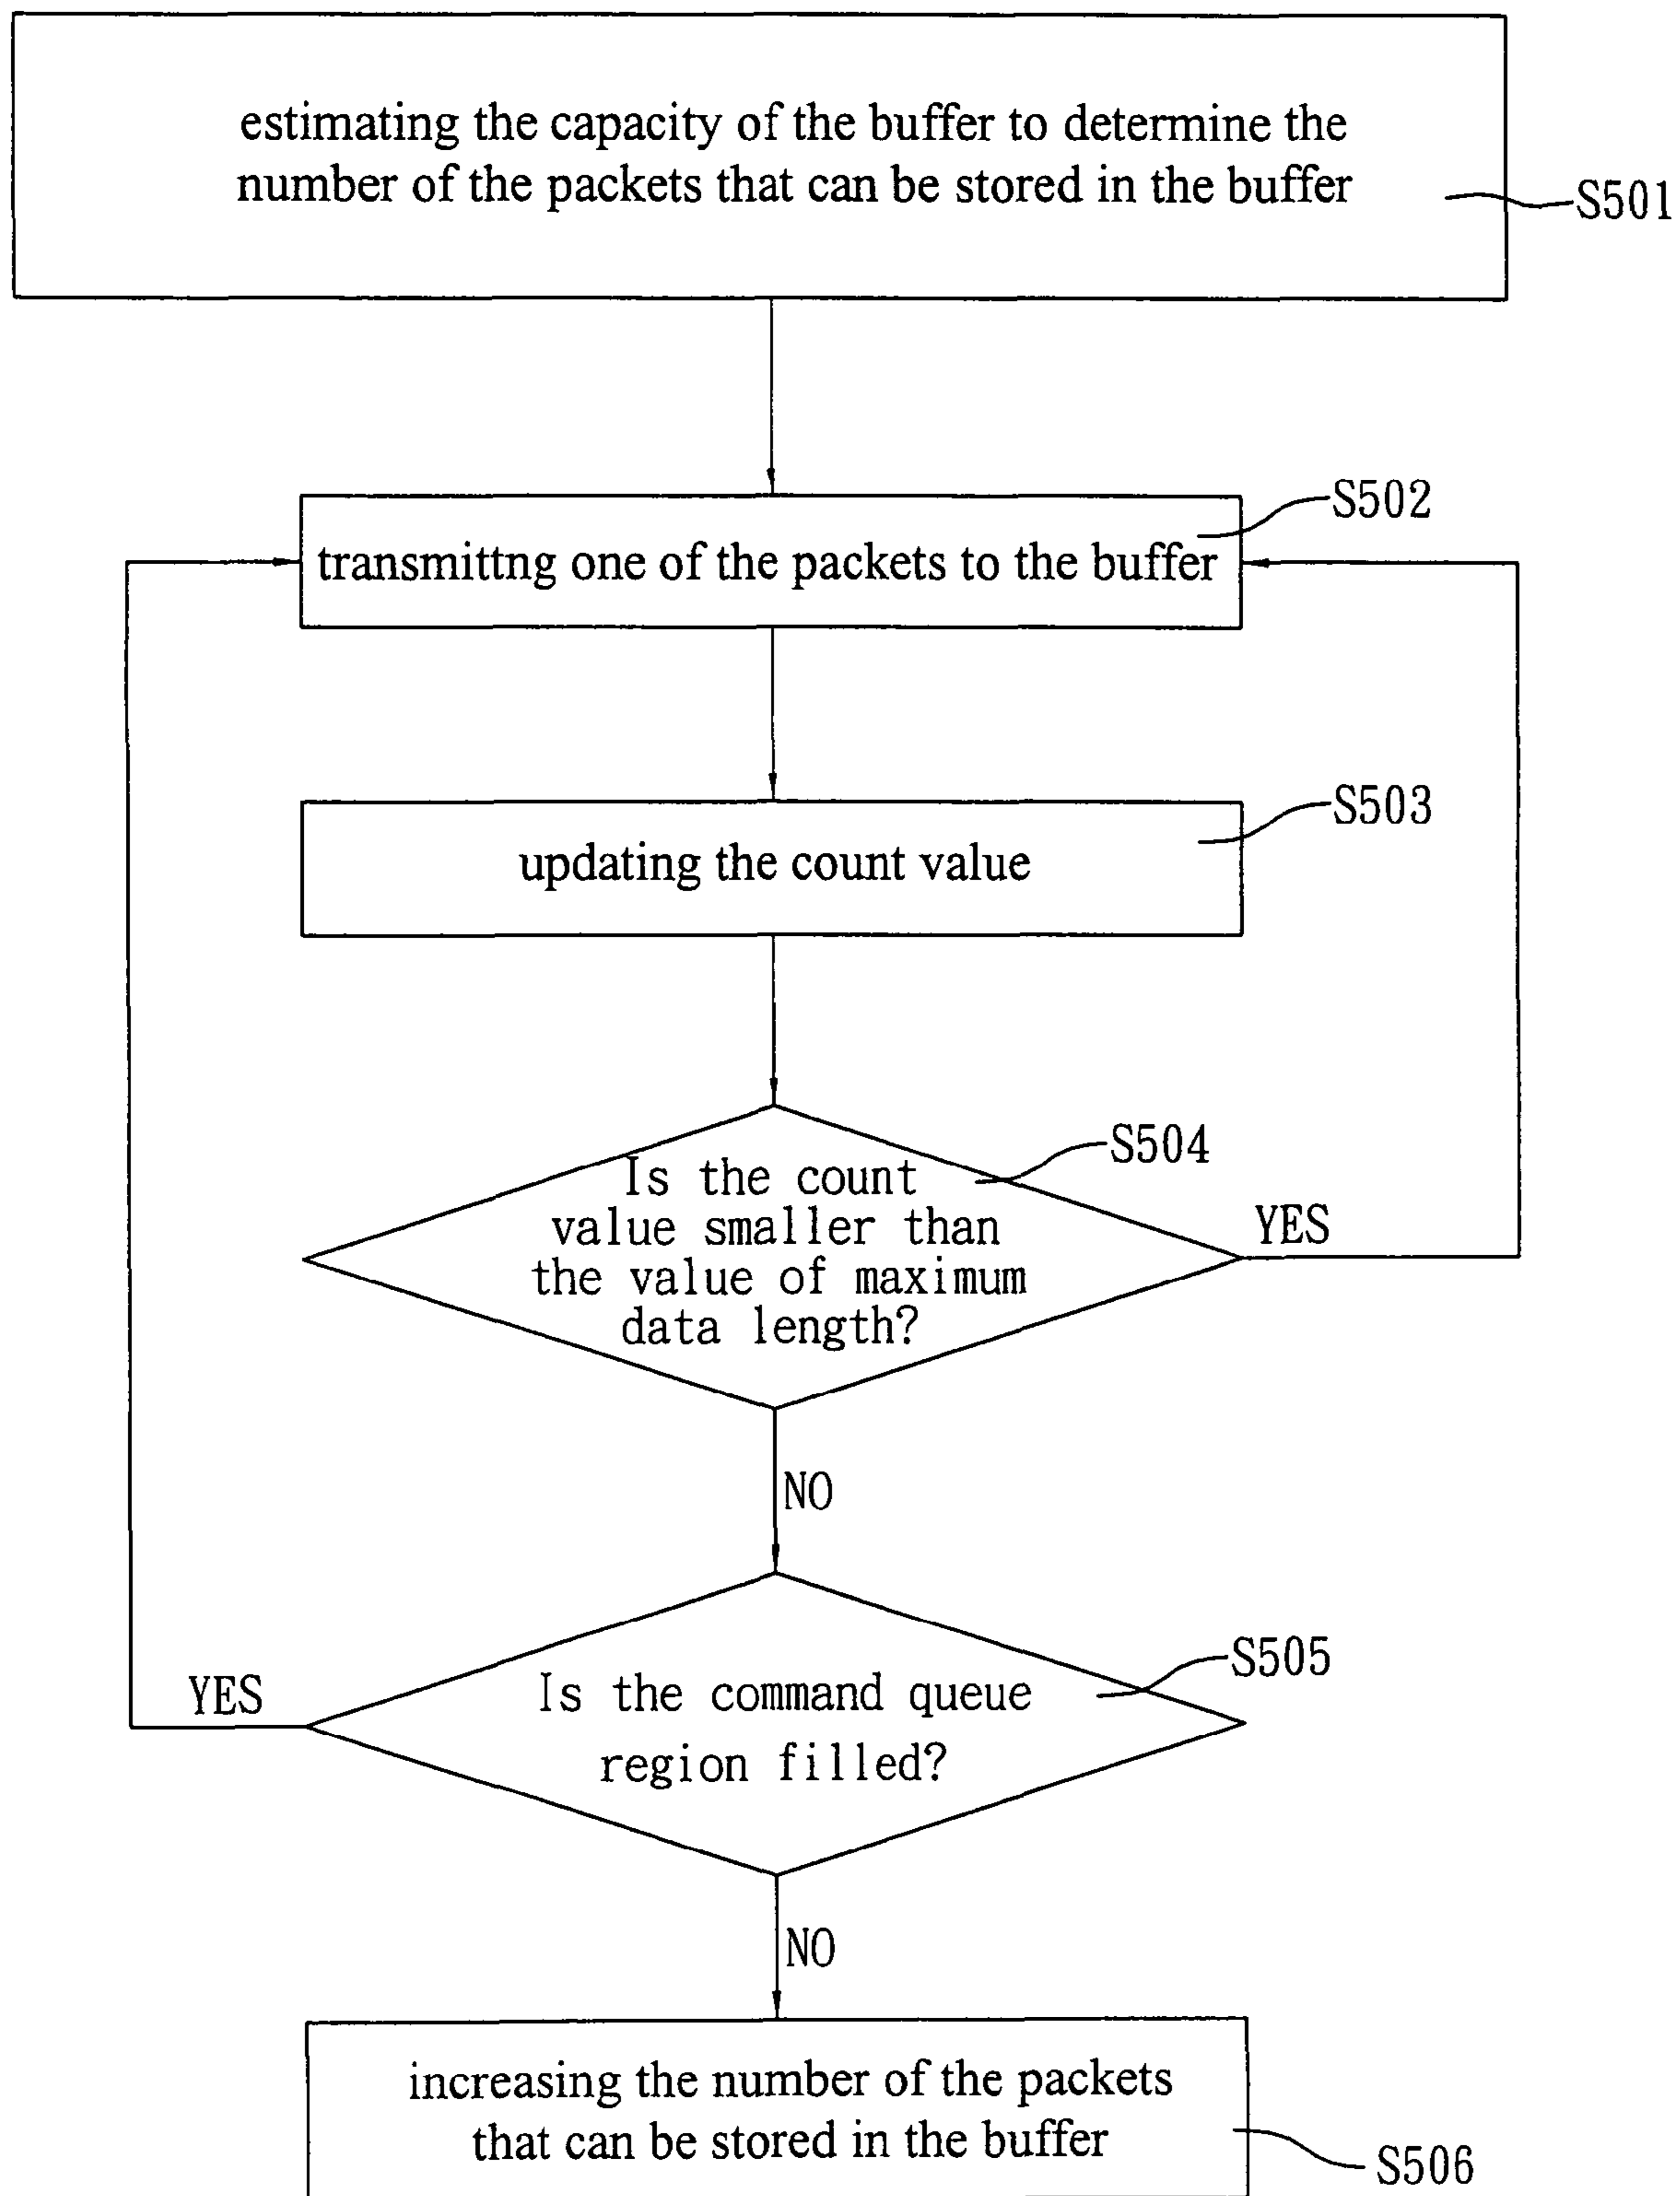 estimating the capacity of the buffer to determine the
number of the packets that can be stored in the buffer
S501
S502
transmittng one of the packets to the buffer
S503
updating the count value
S504
Is the count
value smaller than
the value of maximum
data length?
YES
NO
S505
Is the command queue
region filled?
YES
NO
increasing the number of the packets
that can be stored in the buffer
S506